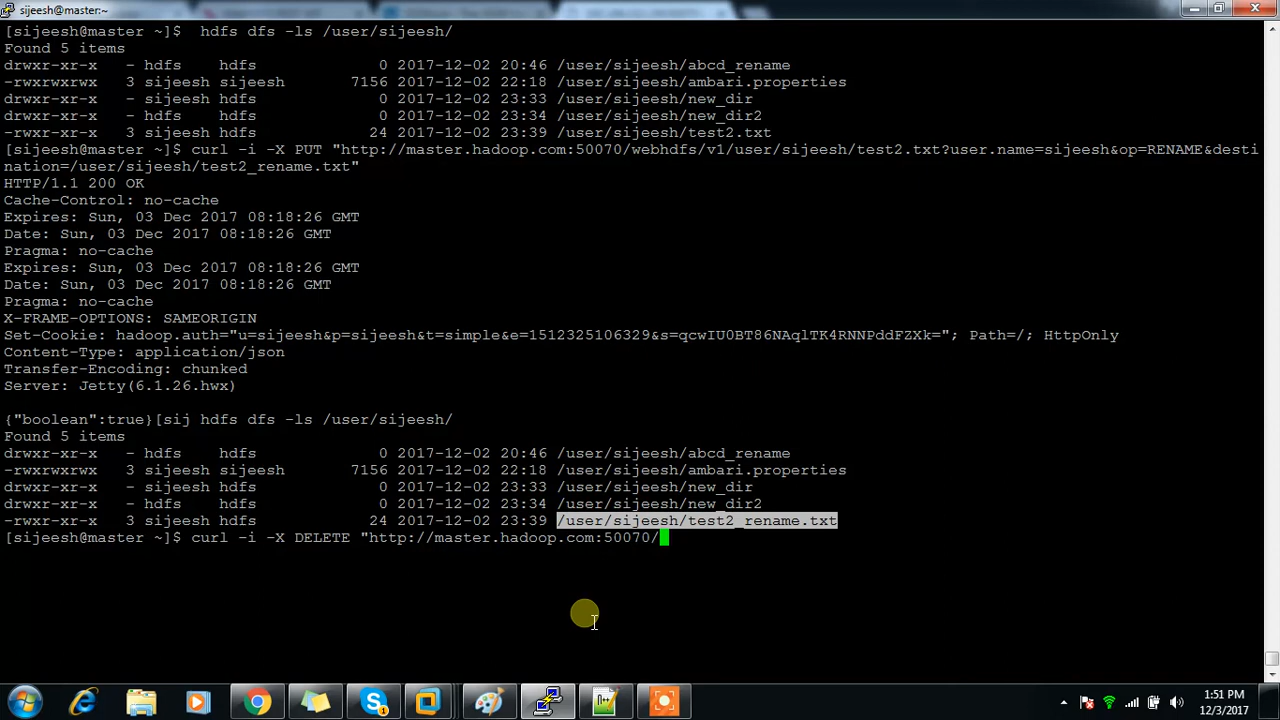 sijeesh@master:~
[sijeesh@master ~]$  hdfs dfs -ls /user/sijeesh/
Found 5 items
drwxr-xr-x   - hdfs    hdfs             0 2017-12-02 20:46 /user/sijeesh/abcd_rename
-rwxrwxrwx   3 sijeesh sijeesh       7156 2017-12-02 22:18 /user/sijeesh/ambari.properties
drwxr-xr-x   - sijeesh hdfs             0 2017-12-02 23:33 /user/sijeesh/new_dir
drwxr-xr-x   - hdfs    hdfs             0 2017-12-02 23:34 /user/sijeesh/new_dir2
-rwxr-xr-x   3 sijeesh hdfs            24 2017-12-02 23:39 /user/sijeesh/test2.txt
[sijeesh@master ~]$ curl -i -X PUT "http://master.hadoop.com:50070/webhdfs/v1/user/sijeesh/test2.txt?user.name=sijeesh&op=RENAME&desti
nation=/user/sijeesh/test2_rename.txt"
HTTP/1.1 200 OK
Cache-Control: no-cache
Expires: Sun, 03 Dec 2017 08:18:26 GMT
Date: Sun, 03 Dec 2017 08:18:26 GMT
Pragma: no-cache
Expires: Sun, 03 Dec 2017 08:18:26 GMT
Date: Sun, 03 Dec 2017 08:18:26 GMT
Pragma: no-cache
X-FRAME-OPTIONS: SAMEORIGIN
Set-Cookie: hadoop.auth="u=sijeesh&p=sijeesh&t=simple&e=1512325106329&s=qcwIU0BT86NAqlTK4RNNPddFZXk="; Path=/; HttpOnly
Content-Type: application/json
Transfer-Encoding: chunked
Server: Jetty(6.1.26.hwx)
{"boolean":true}[sij hdfs dfs -ls /user/sijeesh/
Found 5 items
drwxr-xr-x   - hdfs    hdfs             0 2017-12-02 20:46 /user/sijeesh/abcd_rename
-rwxrwxrwx   3 sijeesh sijeesh       7156 2017-12-02 22:18 /user/sijeesh/ambari.properties
drwxr-xr-x   - sijeesh hdfs             0 2017-12-02 23:33 /user/sijeesh/new_dir
drwxr-xr-x   - hdfs    hdfs             0 2017-12-02 23:34 /user/sijeesh/new_dir2
-rwxr-xr-x   3 sijeesh hdfs            24 2017-12-02 23:39 /user/sijeesh/test2_rename.txt
[sijeesh@master ~]$ curl -i -X DELETE "http://master.hadoop.com:50070/
1:51 PM
12/3/2017